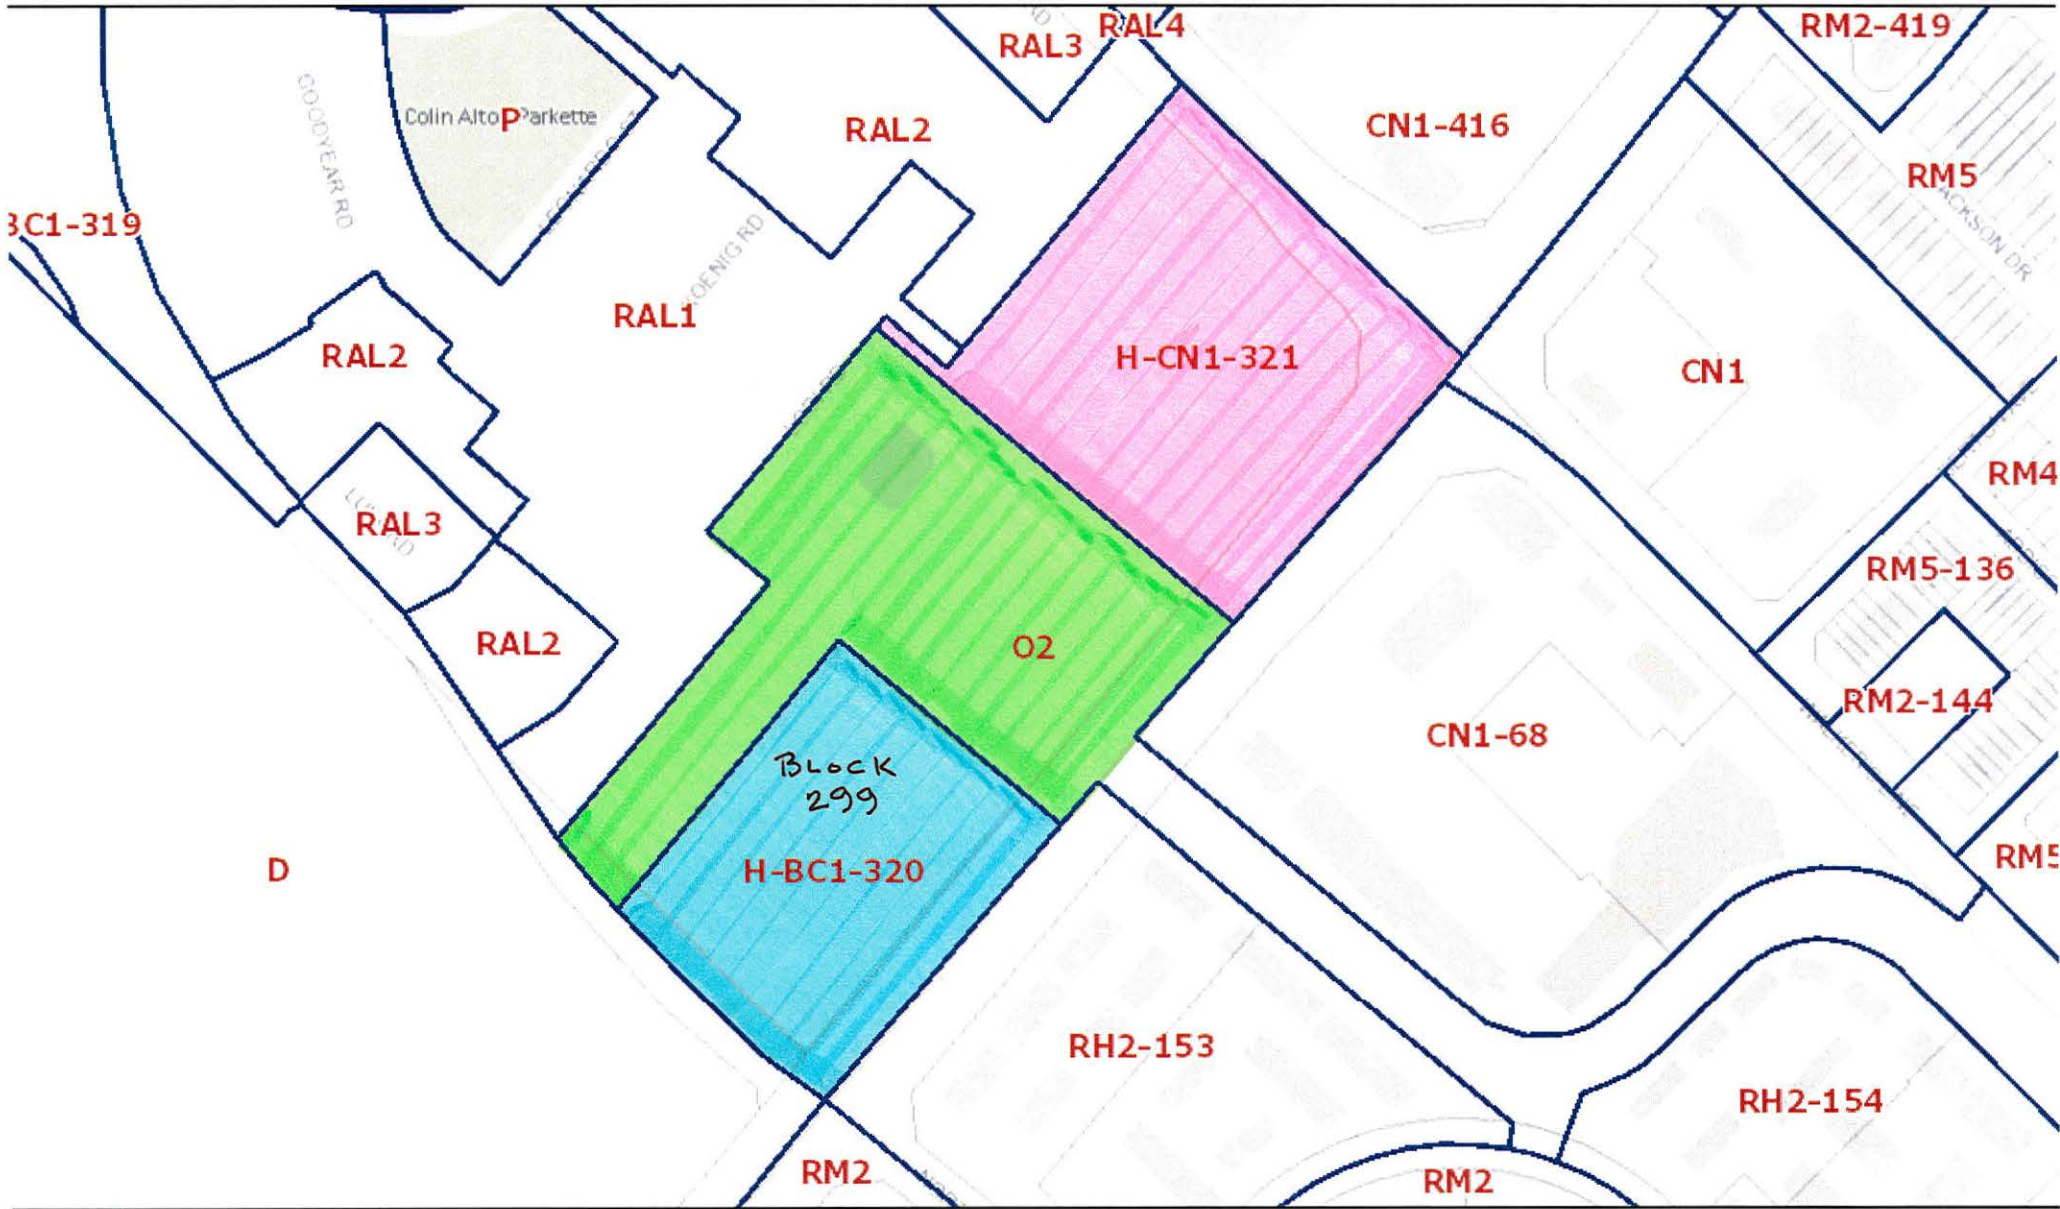 RAL3
RAL4
RM2-419
GOODYEAR RD
Colin Alto P Parkette
RAL2
CN1-416
RM5
JACKSON DR
BC1-319
KOENIG RD
RAL1
RAL2
H-CN1-321
CN1
RAL3
RM4
RM5-136
RAL2
O2
RM2-144
CN1-68
BLOCK
299
H-BC1-320
D
RM5
RH2-153
RH2-154
RM2
RM2